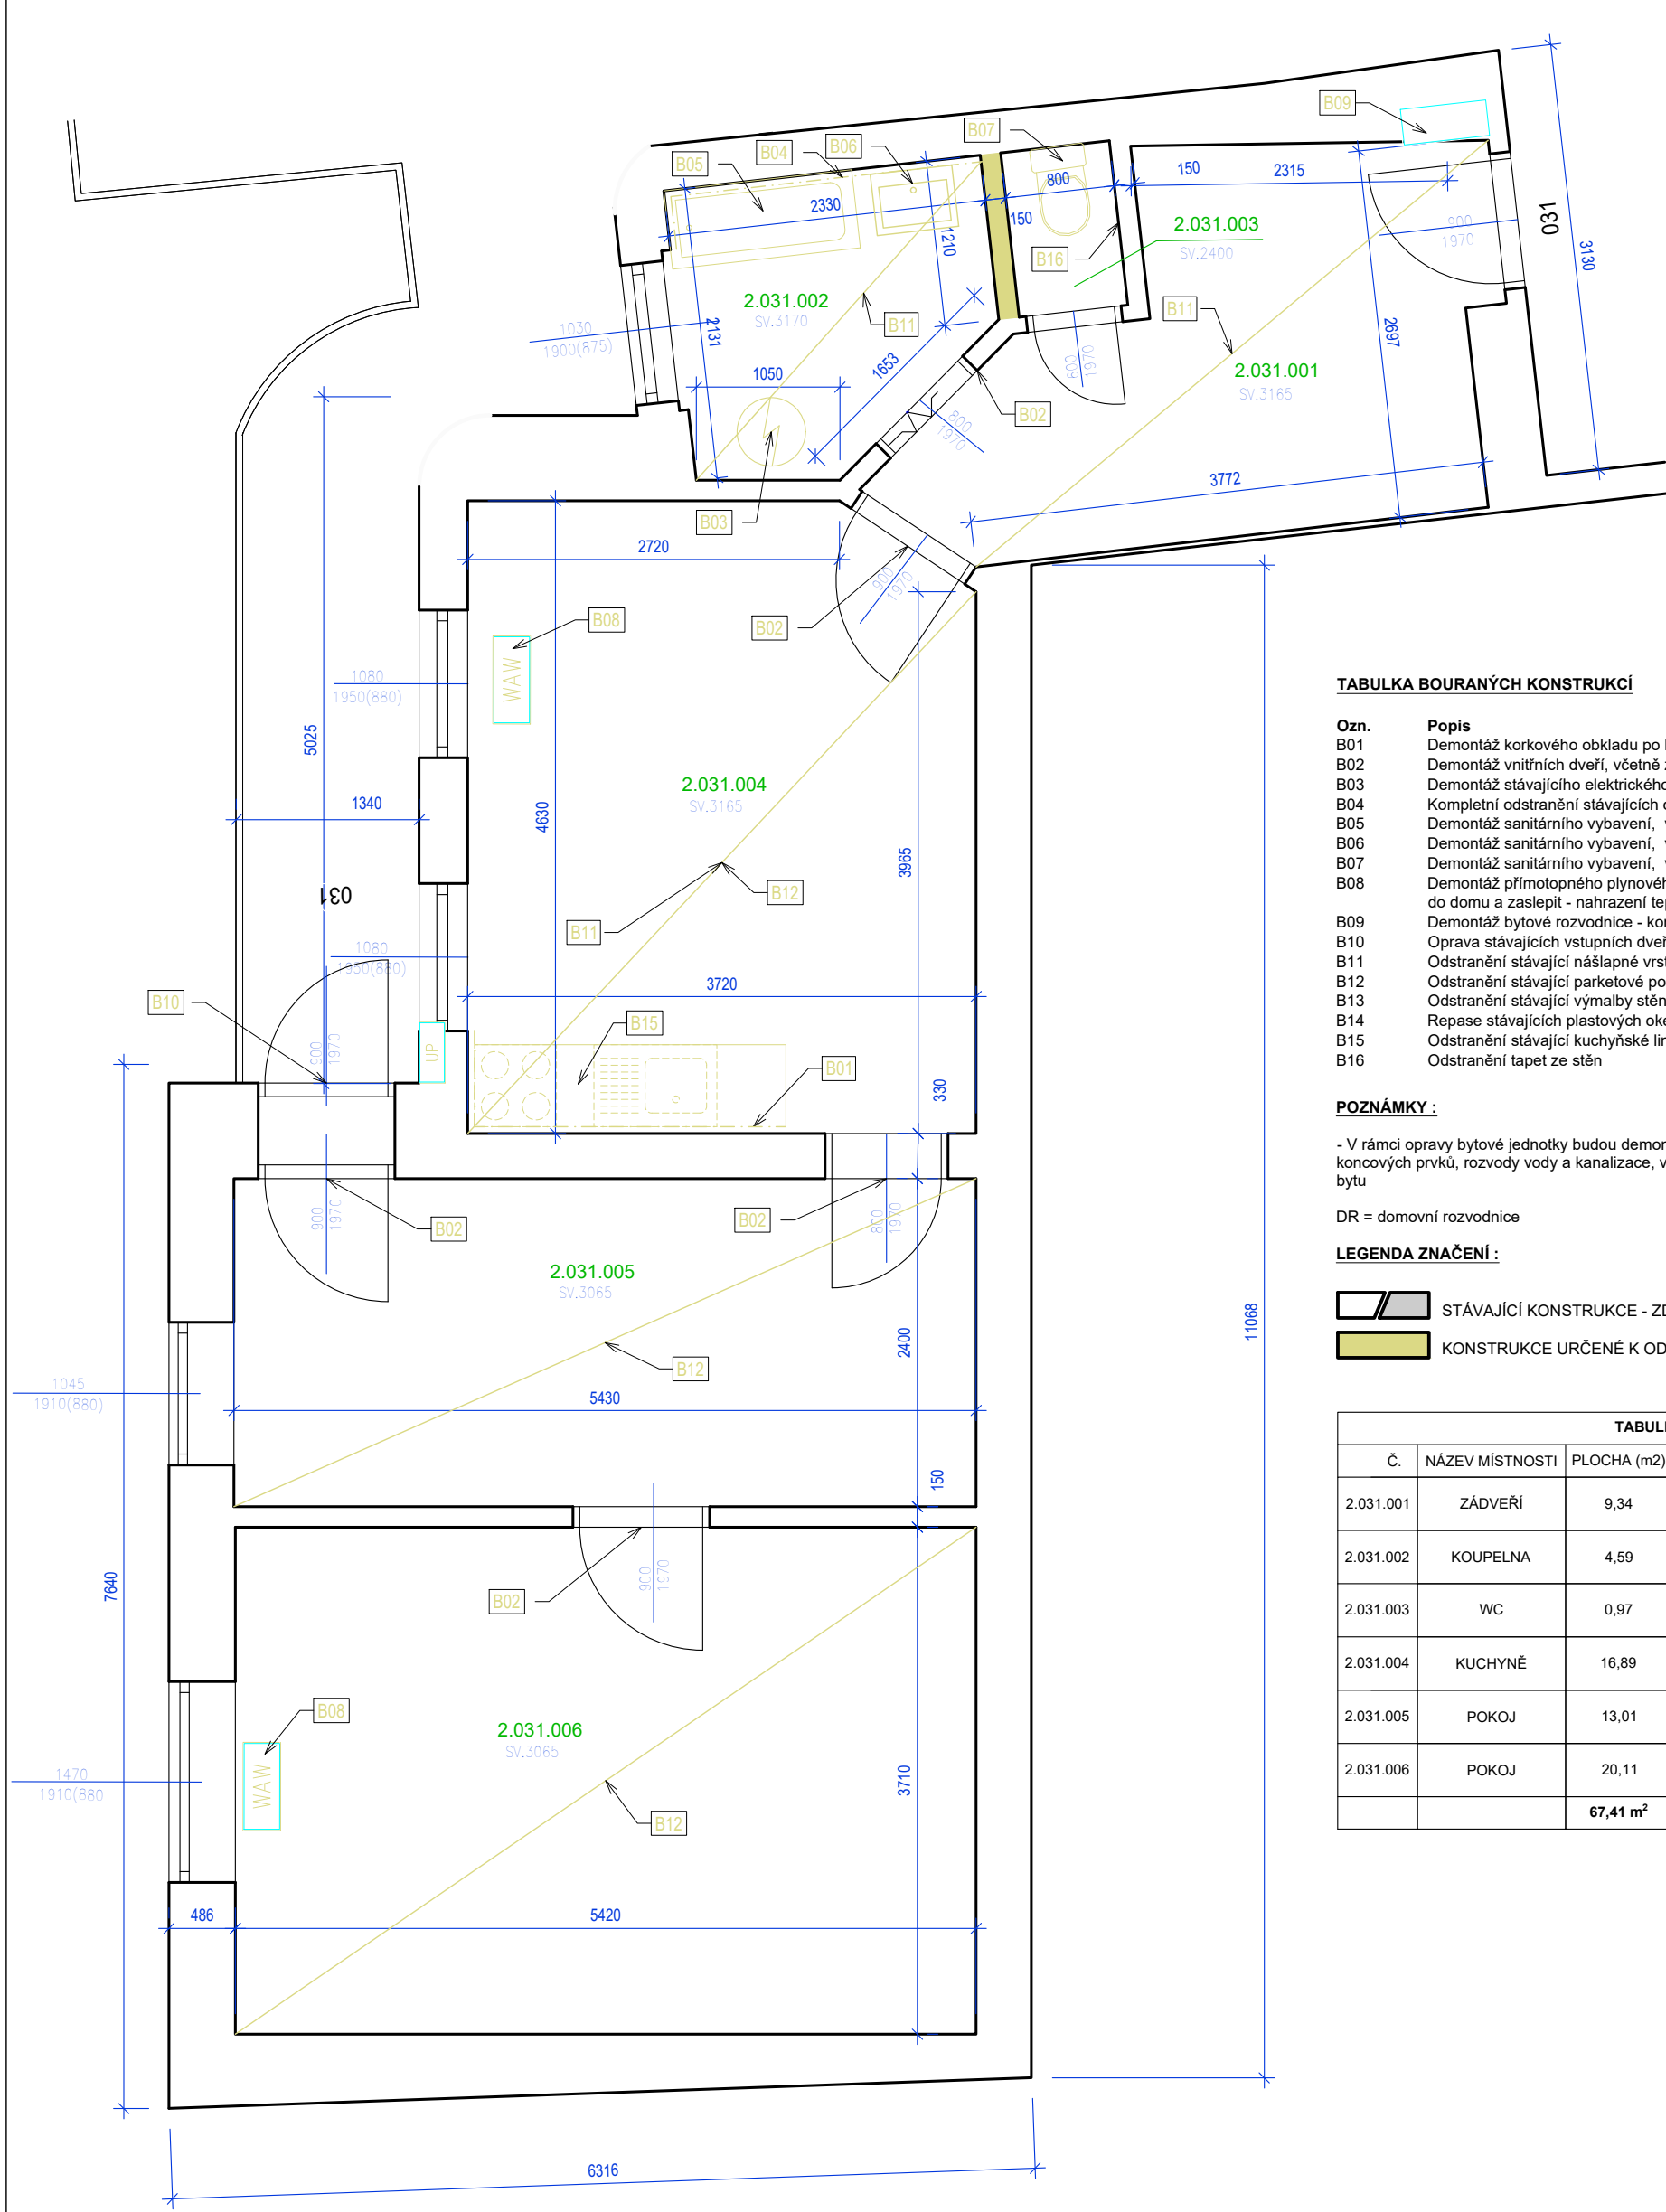 B09
B07
B06
B04
B05
800
150
2315
2330
150
1210
2.031.003
SV.2400
900
1970
031
3130
B16
2.031.002
SV.3170
B11
B11
1030
1900(875)
2131
1653
600
1970
2697
2.031.001
SV.3165
1050
B02
800
1970
3772
B03
2720
900
1970
B02
B08
WAW
1080
1950(880)
5025
2.031.004
SV.3165
1340
4630
3965
B12
031
B11
1080
1950(880)
3720
B10
B15
UP
900
1970
B01
330
900
1970
B02
B02
800
1970
2.031.005
SV.3065
11068
2400
B12
1045
1910(880)
5430
150
7640
900
1970
B02
B08
WAW
2.031.006
SV.3065
1470
1910(880
3710
B12
486
5420
6316
TABULKA BOURANÝCH KONSTRUKCÍ
Ozn. Popis
B01 Demontáž korkového obkladu po
B02 Demontáž vnitřních dveří, včetně
B03 Demontáž stávajícího elektrického
B04 Kompletní odstranění stávajících
B05 Demontáž sanitárního vybavení,
B06 Demontáž sanitárního vybavení,
B07 Demontáž sanitárního vybavení,
B08 Demontáž přímotopného
do domu a zaslepit - nahrazení
B09 Demontáž bytové rozvodnice -
B10 Oprava stávajících vstupních
B11 Odstranění stávající nášlapné
B12 Odstranění stávající parketové
B13 Odstranění stávající výmalby stěn
B14 Repase stávajících plastových
B15 Odstranění stávající kuchyňské
B16 Odstranění tapet ze stěn
POZNÁMKY :
- V rámci opravy bytové jednotky budou
koncových prvků, rozvody vody a kanalizace,
bytu
DR = domovní rozvodnice
LEGENDA ZNAČENÍ :
STÁVAJÍCÍ KONSTRUKCE -
KONSTRUKCE URČENÉ K
Č. NÁZEV MÍSTNOSTI PLOCHA (m2)
2.031.001 ZÁDVEŘÍ 9,34
2.031.002 KOUPELNA 4,59
2.031.003 WC 0,97
2.031.004 KUCHYNĚ 16,89
2.031.005 POKOJ 13,01
2.031.006 POKOJ 20,11
67,41 m²